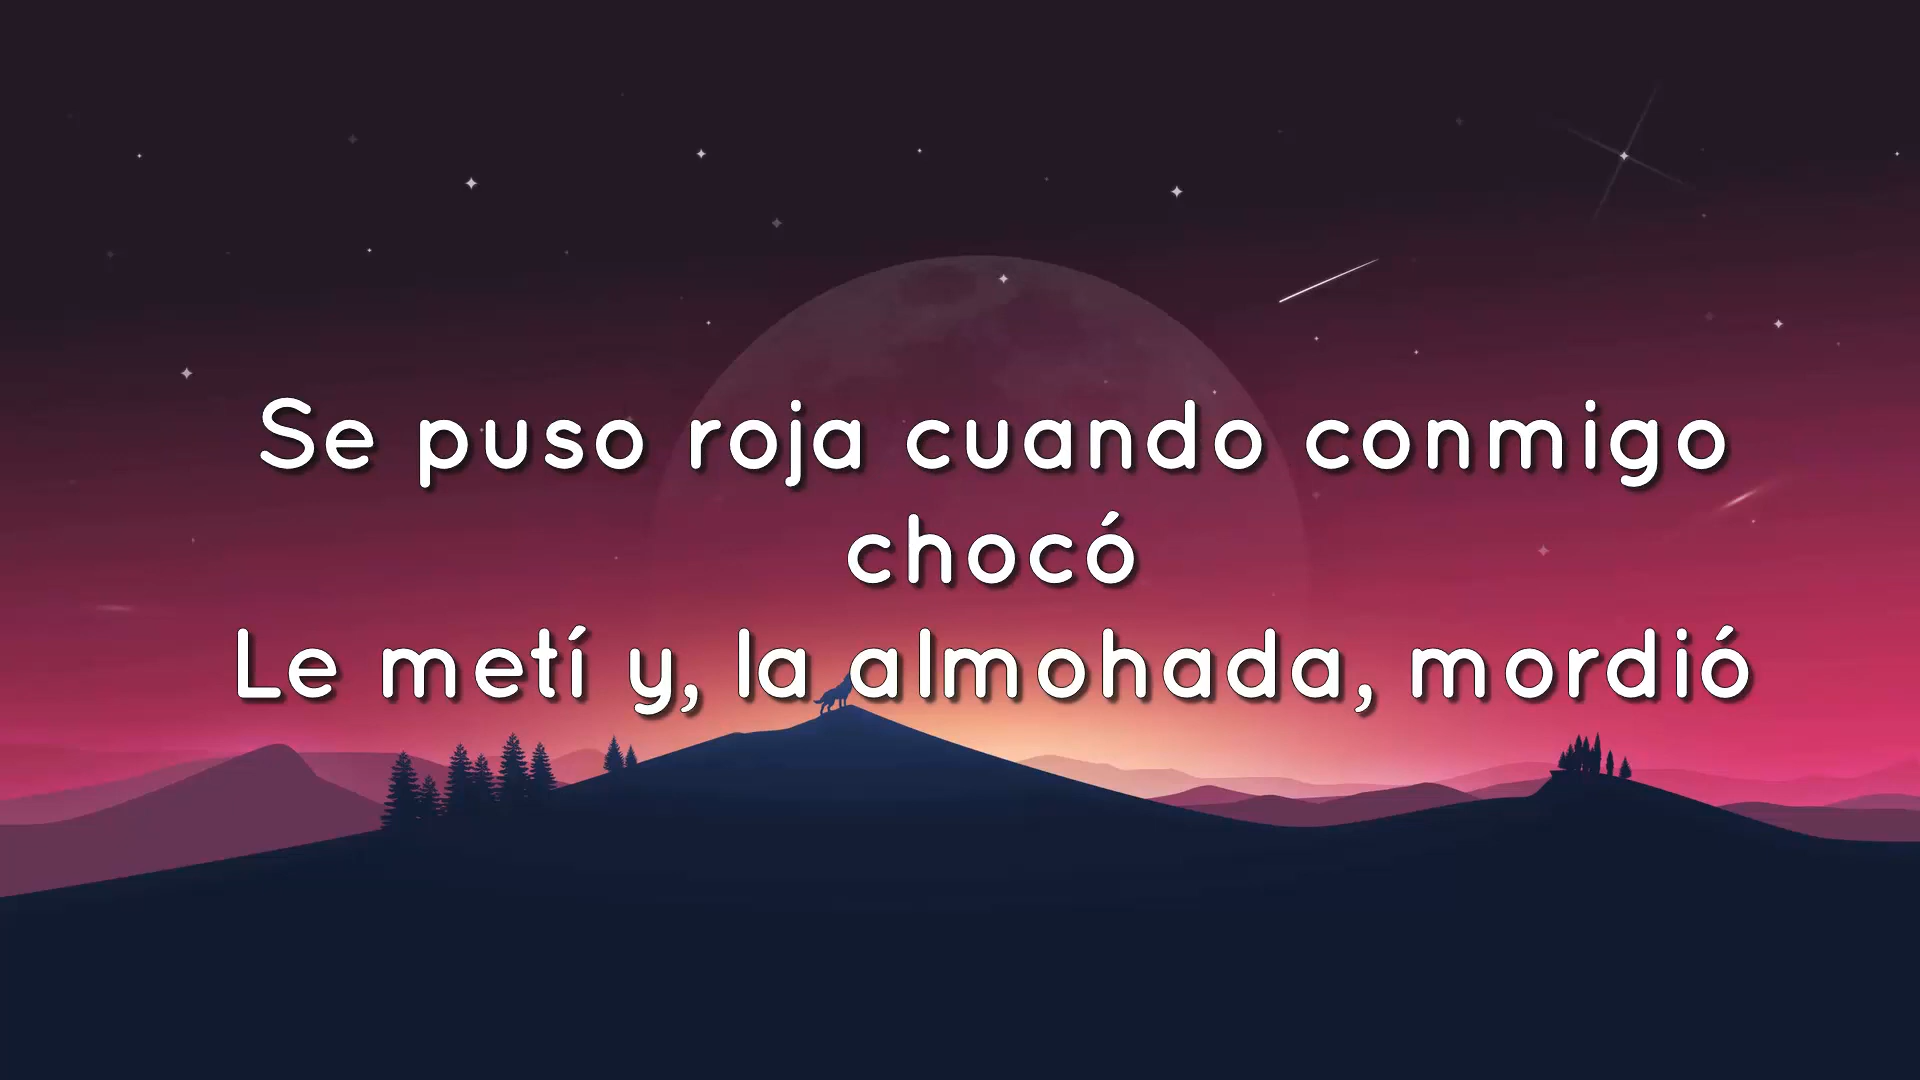 Se puso roja cuando conmigo
chocó
Le metí y, la almohada, mordió